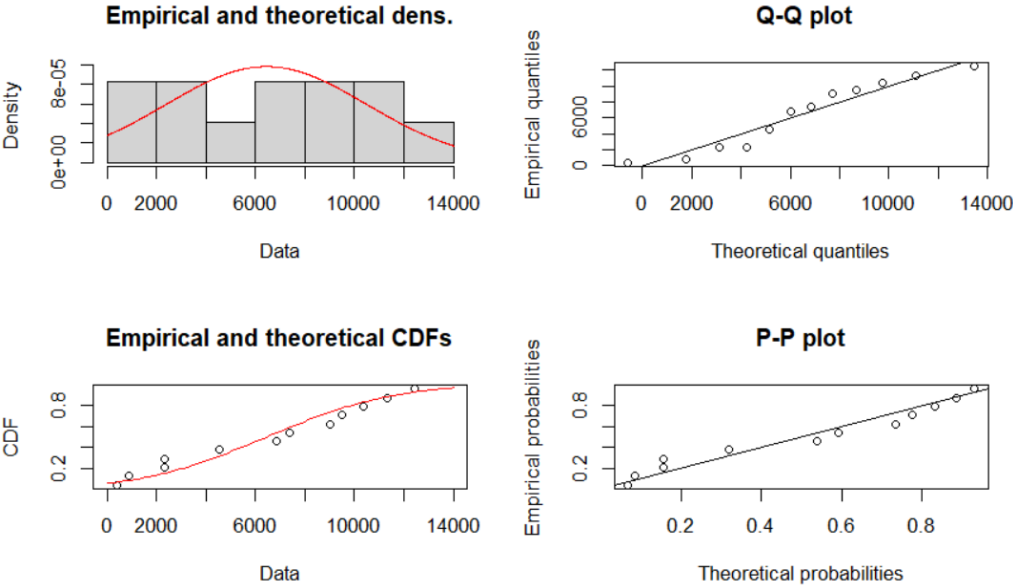 Empirical and theoretical dens.
Density
0e+00 8e-05
0 2000 6000 10000 14000
Data
Q-Q plot
Empirical quantiles
0 6000
0 2000 6000 10000 14000
Theoretical quantiles
Empirical and theoretical CDFs
CDF
0.2 0.8
0 2000 6000 10000 14000
Data
P-P plot
Empirical probabilities
0.2 0.8
0.2 0.4 0.6 0.8
Theoretical probabilities